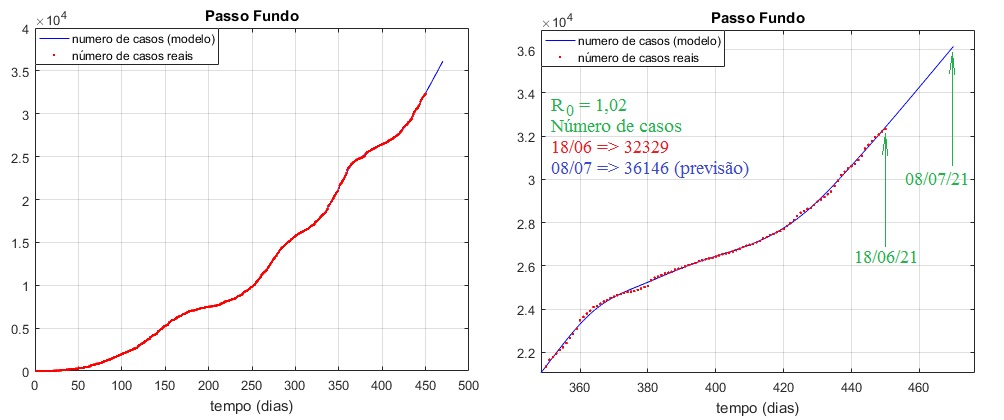 Passo Fundo
×10⁴
numero de casos (modelo)
número de casos reais
4
3.5
3
2.5
2
1.5
1
0.5
0
0 50 100 150 200 250 300 350 400 450 500
tempo (dias)
Passo Fundo
×10⁴
numero de casos (modelo)
número de casos reais
3.6
3.4
3.2
3
2.8
2.6
2.4
2.2
R0 = 1,02
Número de casos
18/06 => 32329
08/07 => 36146 (previsão)
08/07/21
18/06/21
360 380 400 420 440 460
tempo (dias)